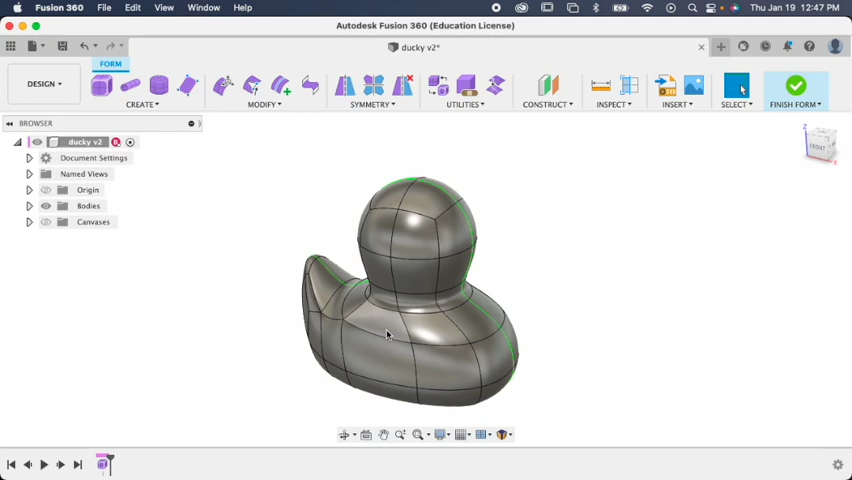 Fusion 360 File Edit View Window Help Thu Jan 19 12:47 PM
Autodesk Fusion 360 (Education License)
ducky v2*
FORM
DESIGN
CREATE MODIFY SYMMETRY UTILITIES CONSTRUCT INSPECT INSERT SELECT FINISH FORM
BROWSER
ducky v2
Document Settings
Named Views
Origin
Bodies
Canvases
Z
FRONT
X